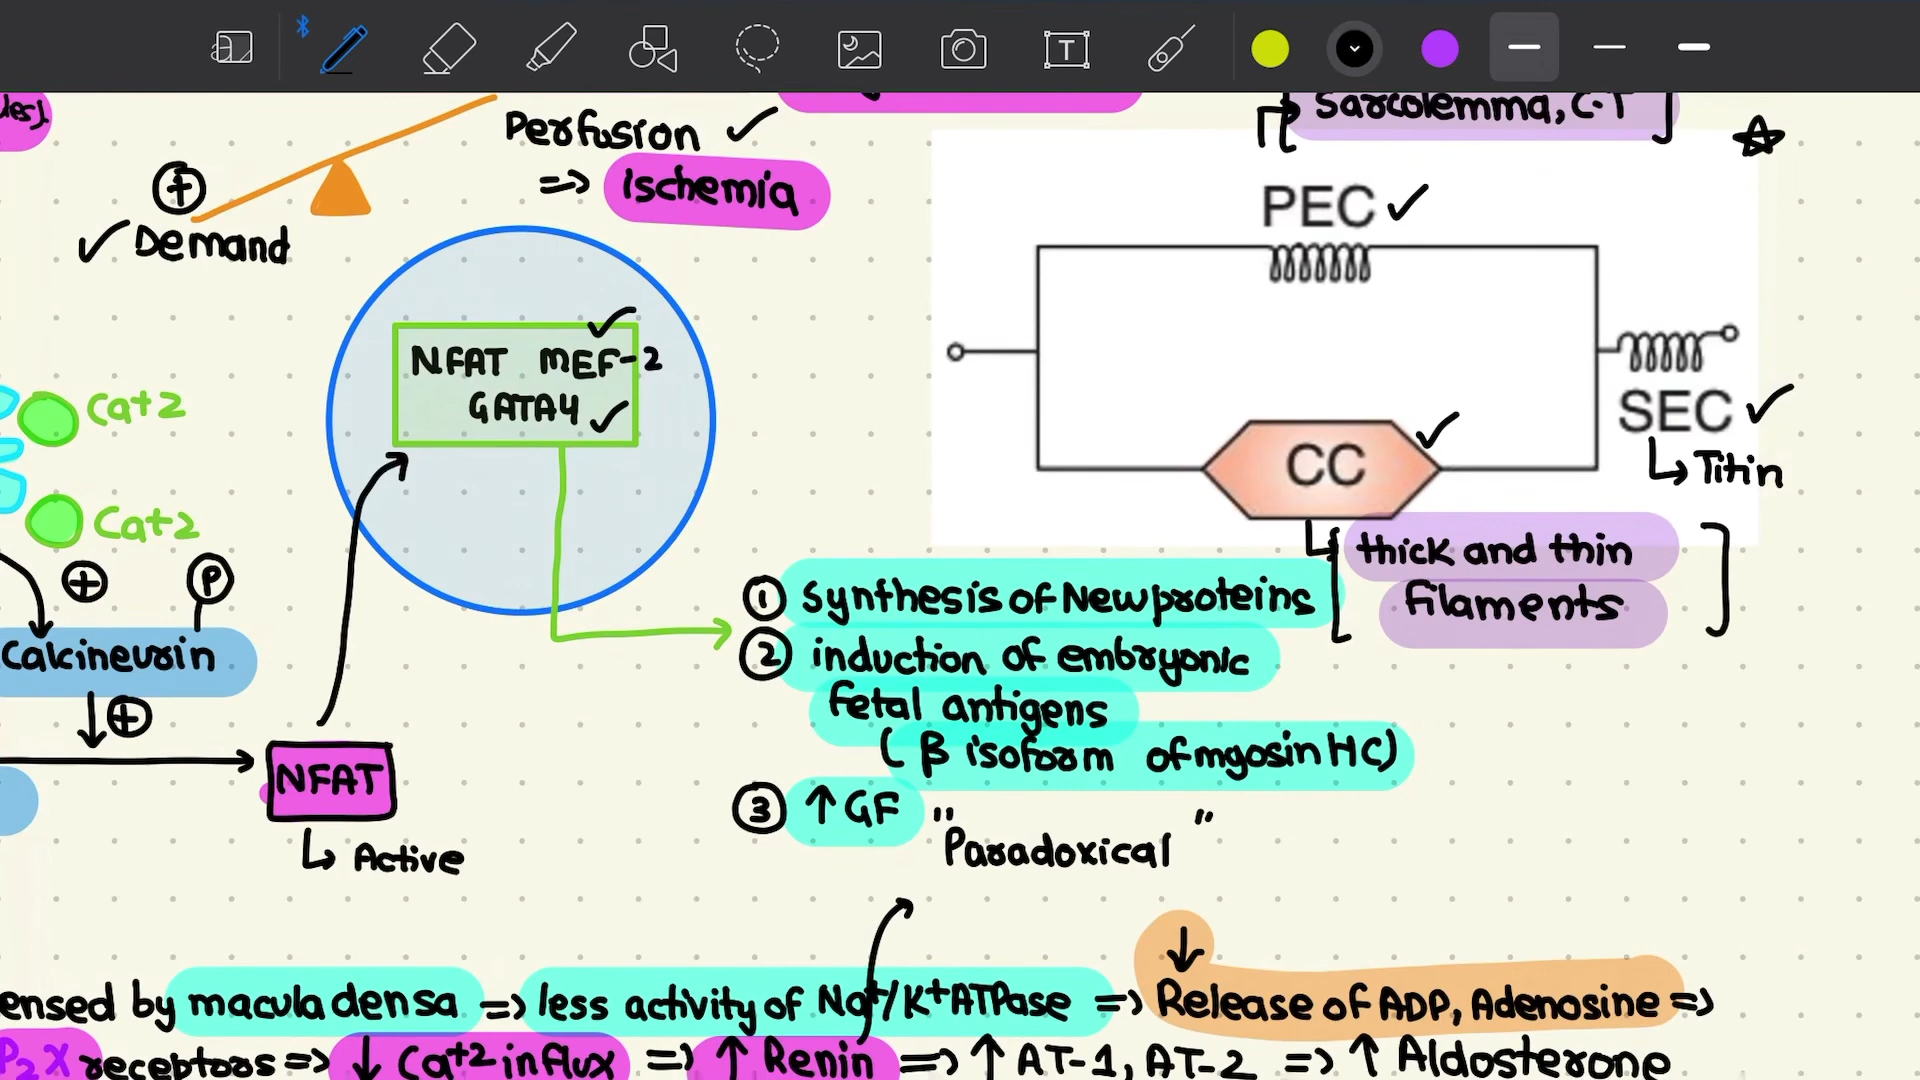 Perfusion
=> Ischemia
+
Demand
Sarcolemma, C.T
PEC
SEC
Titin
CC
thick and thin
filaments
NFAT MEF-2
GATA4
Ca+2
Ca+2
+
P
Calcineurin
+
NFAT
Active
① Synthesis of New proteins
② induction of embryonic
fetal antigens
( β isoform of myosin HC)
③ ↑ GF " Paradoxical "
↓
ensed by macula densa => less activity of Na+/K+ATPase => Release of ADP, Adenosine =>
P2X receptors => ↓ Ca+2 influx => ↑ Renin => ↑ AT-1, AT-2 => ↑ Aldosterone